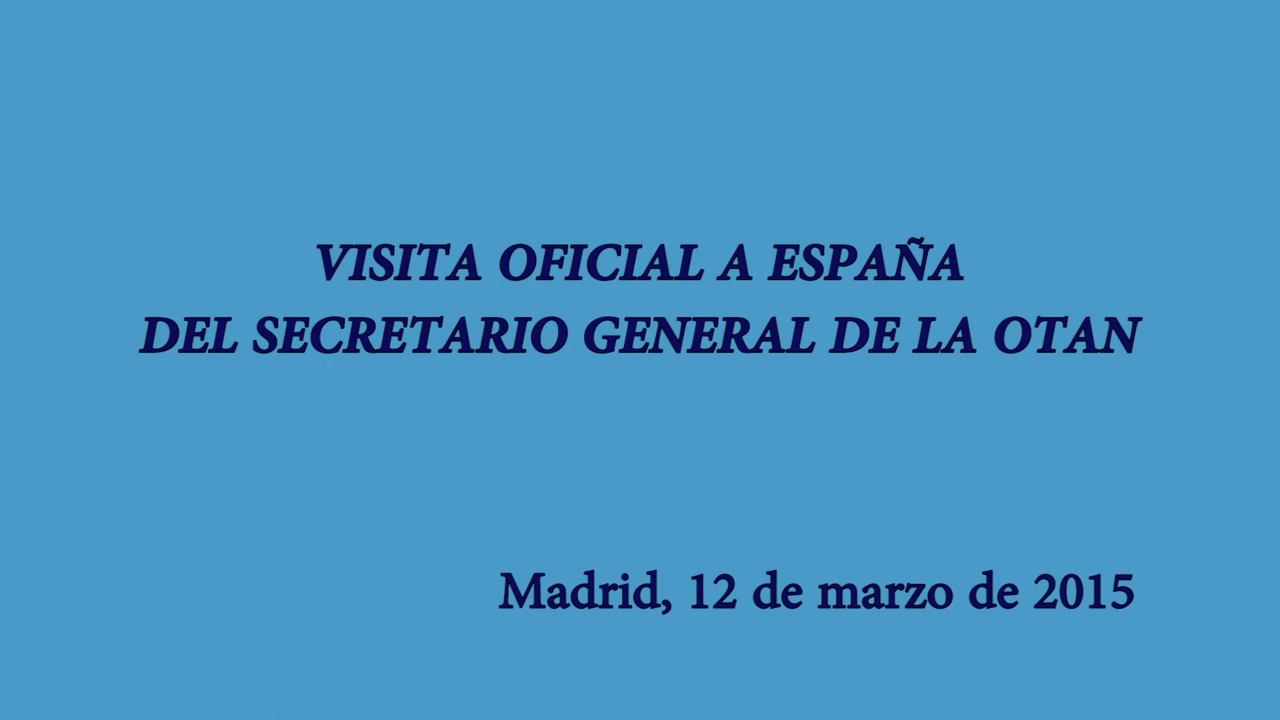 VISITA OFICIAL A ESPAÑA
DEL SECRETARIO GENERAL DE LA OTAN
Madrid, 12 de marzo de 2015